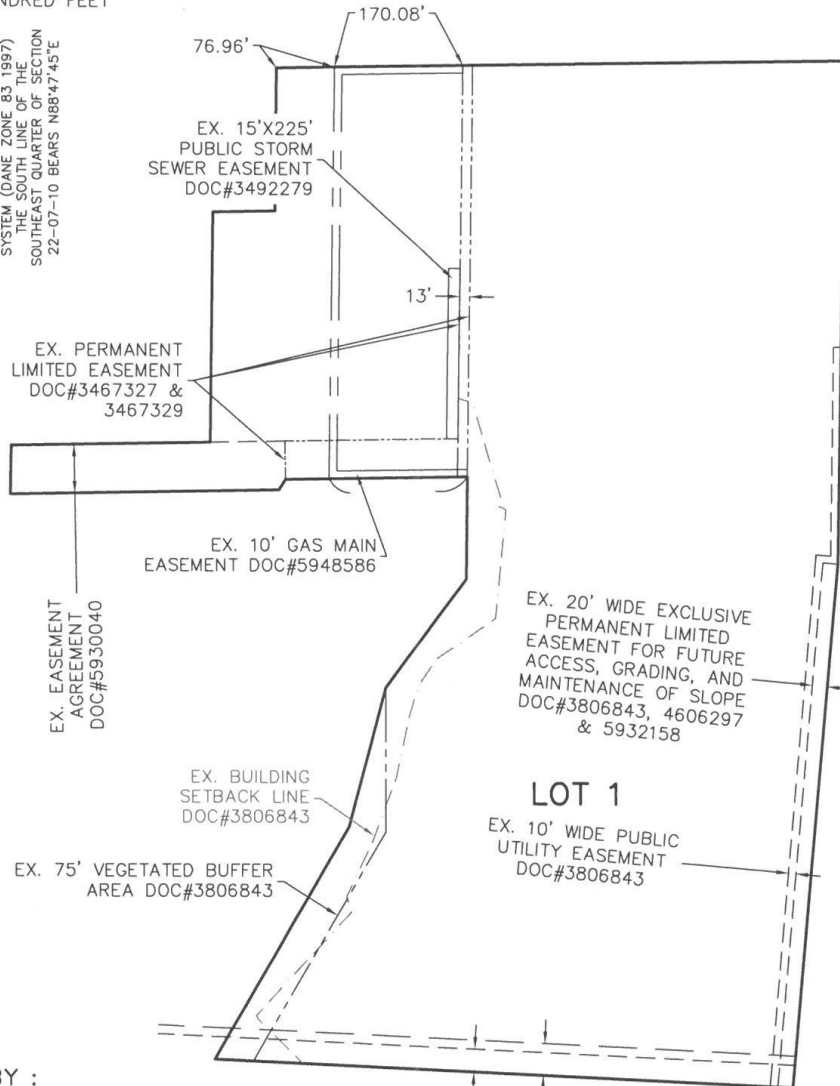 NDRED FEET
SYSTEM (DANE ZONE 83 1997)
THE SOUTH LINE OF THE
SOUTHEAST QUARTER OF SECTION
22-07-10 BEARS N88°47'45"E
170.08'
76.96'
EX. 15'X225'
PUBLIC STORM
SEWER EASEMENT
DOC#3492279
13'
EX. PERMANENT
LIMITED EASEMENT
DOC#3467327 &
3467329
EX. 10' GAS MAIN
EASEMENT DOC#5948586
EX. EASEMENT
AGREEMENT
DOC#5930040
EX. 20' WIDE EXCLUSIVE
PERMANENT LIMITED
EASEMENT FOR FUTURE
ACCESS, GRADING, AND
MAINTENANCE OF SLOPE
DOC#3806843, 4606297
& 5932158
EX. BUILDING
SETBACK LINE
DOC#3806843
LOT 1
EX. 10' WIDE PUBLIC
UTILITY EASEMENT
DOC#3806843
EX. 75' VEGETATED BUFFER
AREA DOC#3806843
BY :